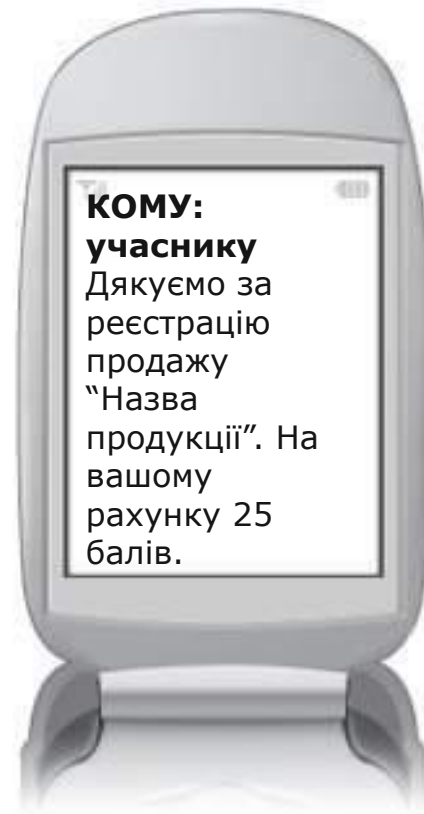 КОМУ:
учаснику
Дякуємо за
реєстрацію
продажу
“Назва
продукції”. На
вашому
рахунку 25
балів.